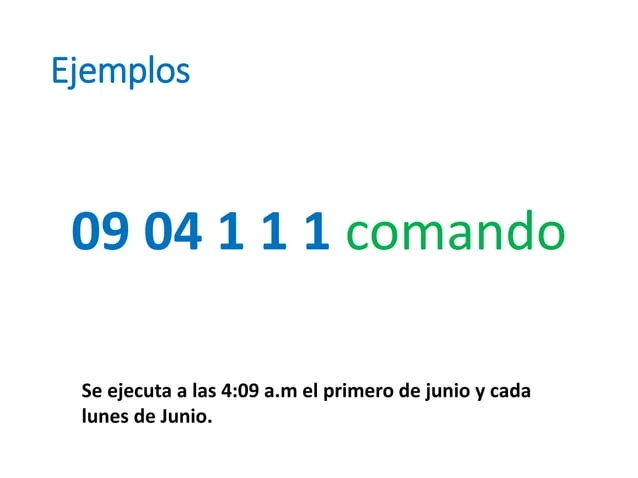 Ejemplos
09 04 1 1 1 comando
Se ejecuta a las 4:09 a.m el primero de junio y cada
lunes de Junio.